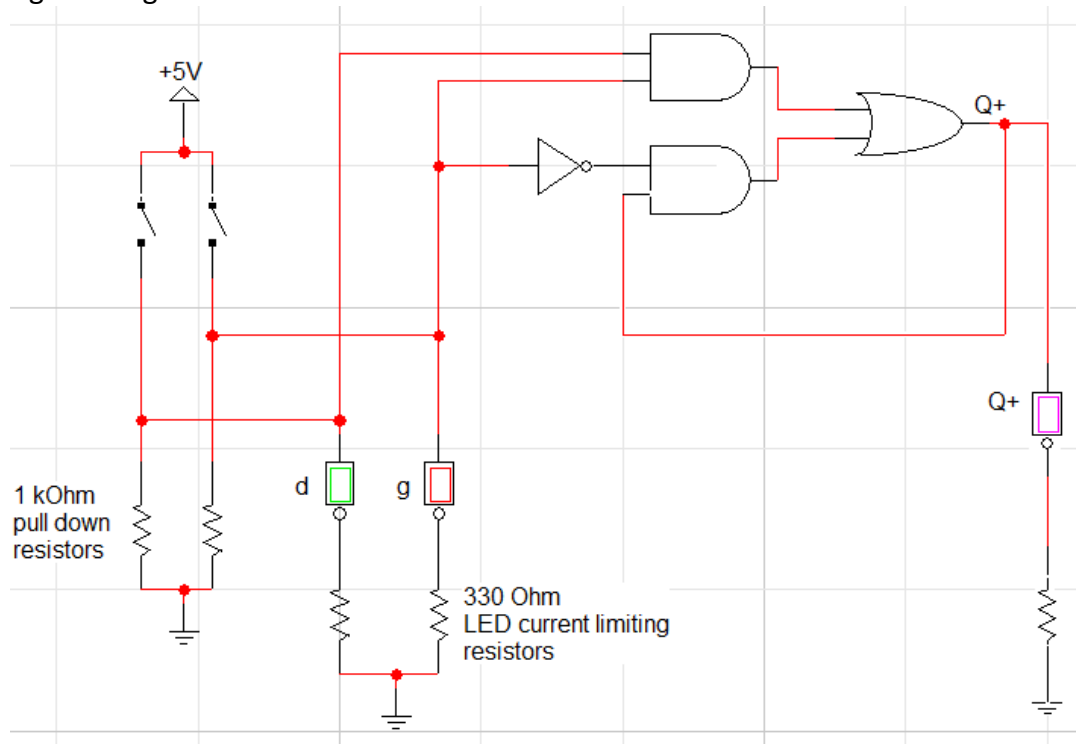 +5V
Q+
Q+
d
g
1 kOhm
pull down
resistors
330 Ohm
LED current limiting
resistors